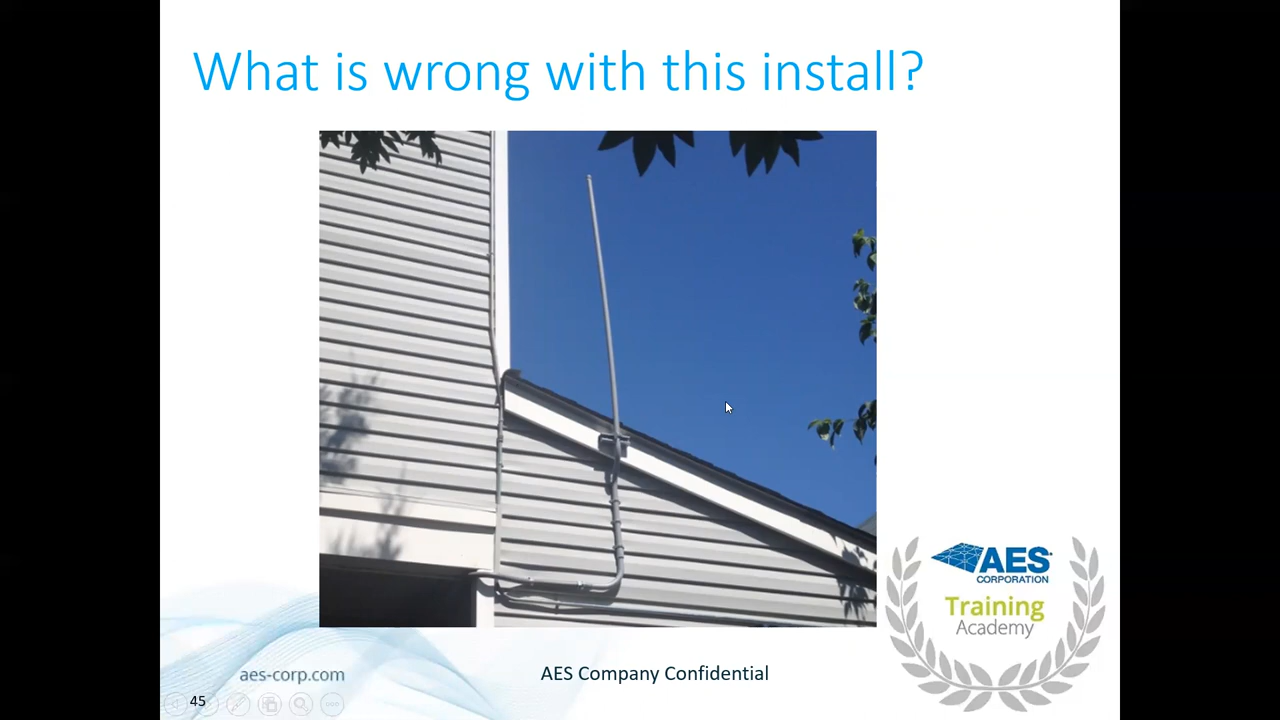 What is wrong with this install?
AES
CORPORATION
Training
Academy
aes-corp.com
AES Company Confidential
45